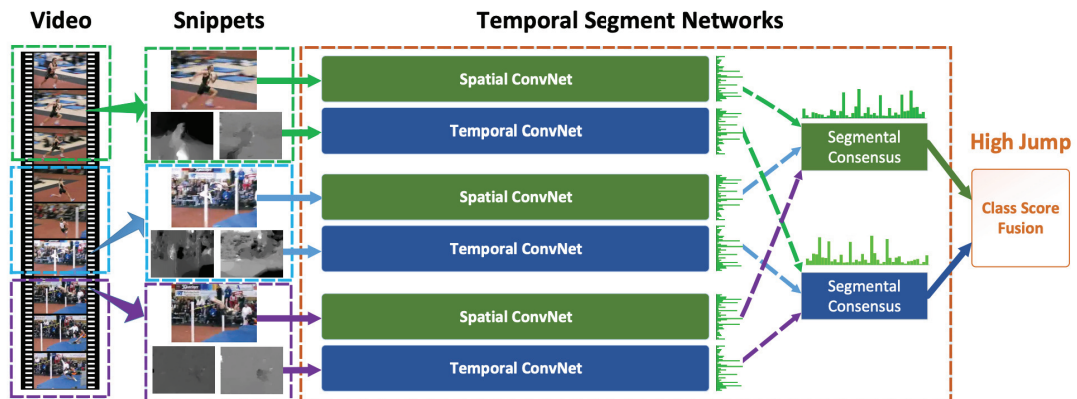 Video
Snippets
Temporal Segment Networks
Spatial ConvNet
Temporal ConvNet
Spatial ConvNet
Temporal ConvNet
Spatial ConvNet
Temporal ConvNet
Segmental
Consensus
Segmental
Consensus
High Jump
Class Score
Fusion